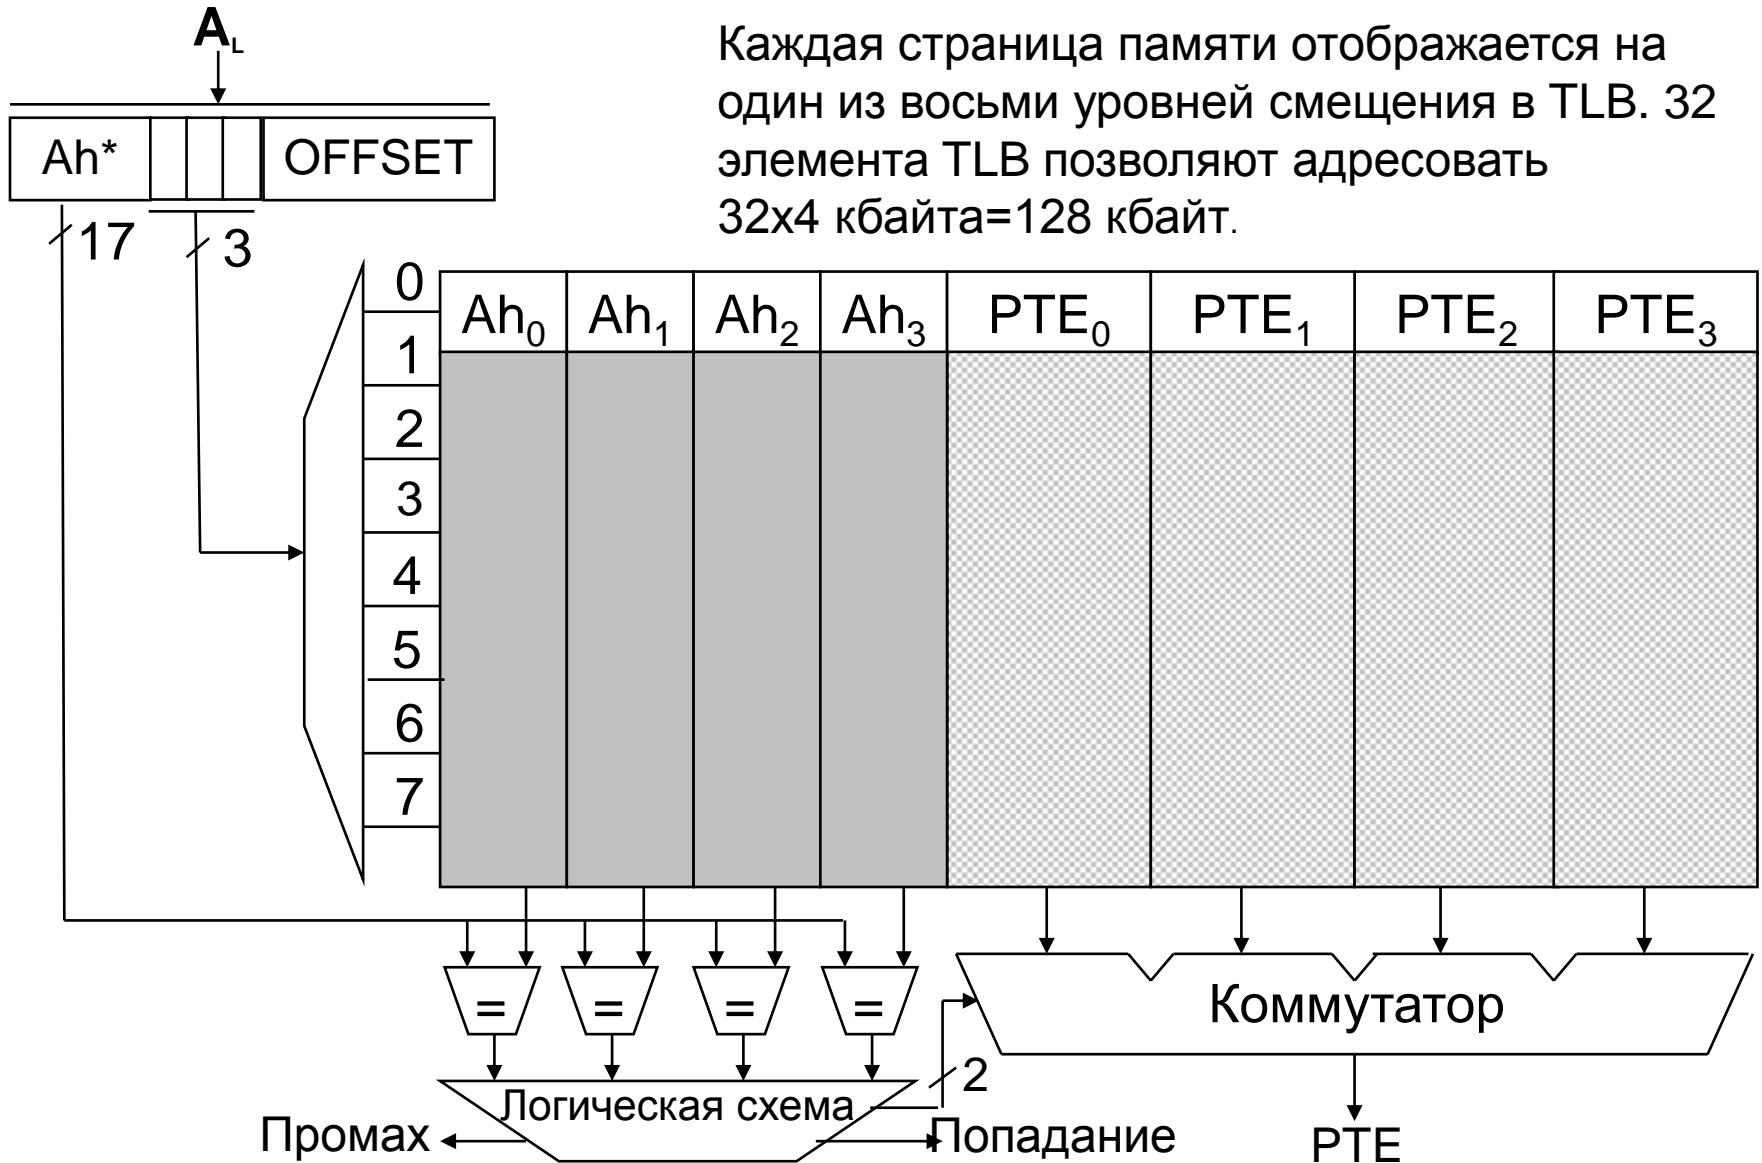 A_L
Каждая страница памяти отображается на
один из восьми уровней смещения в TLB. 32
элемента TLB позволяют адресовать
32х4 кбайта=128 кбайт.
Ah* OFFSET
17 3
Ah0 Ah1 Ah2 Ah3 PTE0 PTE1 PTE2 PTE3
0
1
2
3
4
5
6
7
= = = =
Коммутатор
2
Логическая схема
Промах Попадание PTE